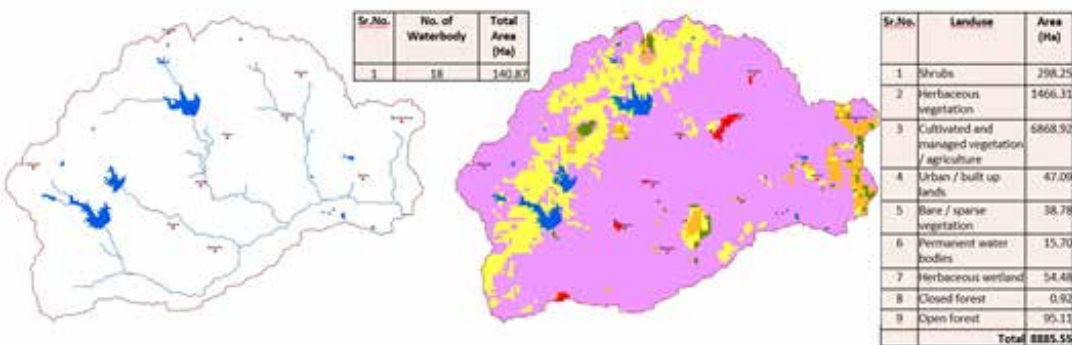 Sr.No. No. of Waterbody Total Area (Ha)
1 18 140.87
Sr.No. Landuse Area (Ha)
1 Shrubs 298.25
2 Herbaceous vegetation 1466.31
3 Cultivated and managed vegetation / agriculture 6868.92
4 Urban / built up lands 47.09
5 Bare / sparse vegetation 38.78
6 Permanent water bodies 15.70
7 Herbaceous wetland 54.48
8 Closed forest 0.92
9 Open forest 95.11
Total 8885.55